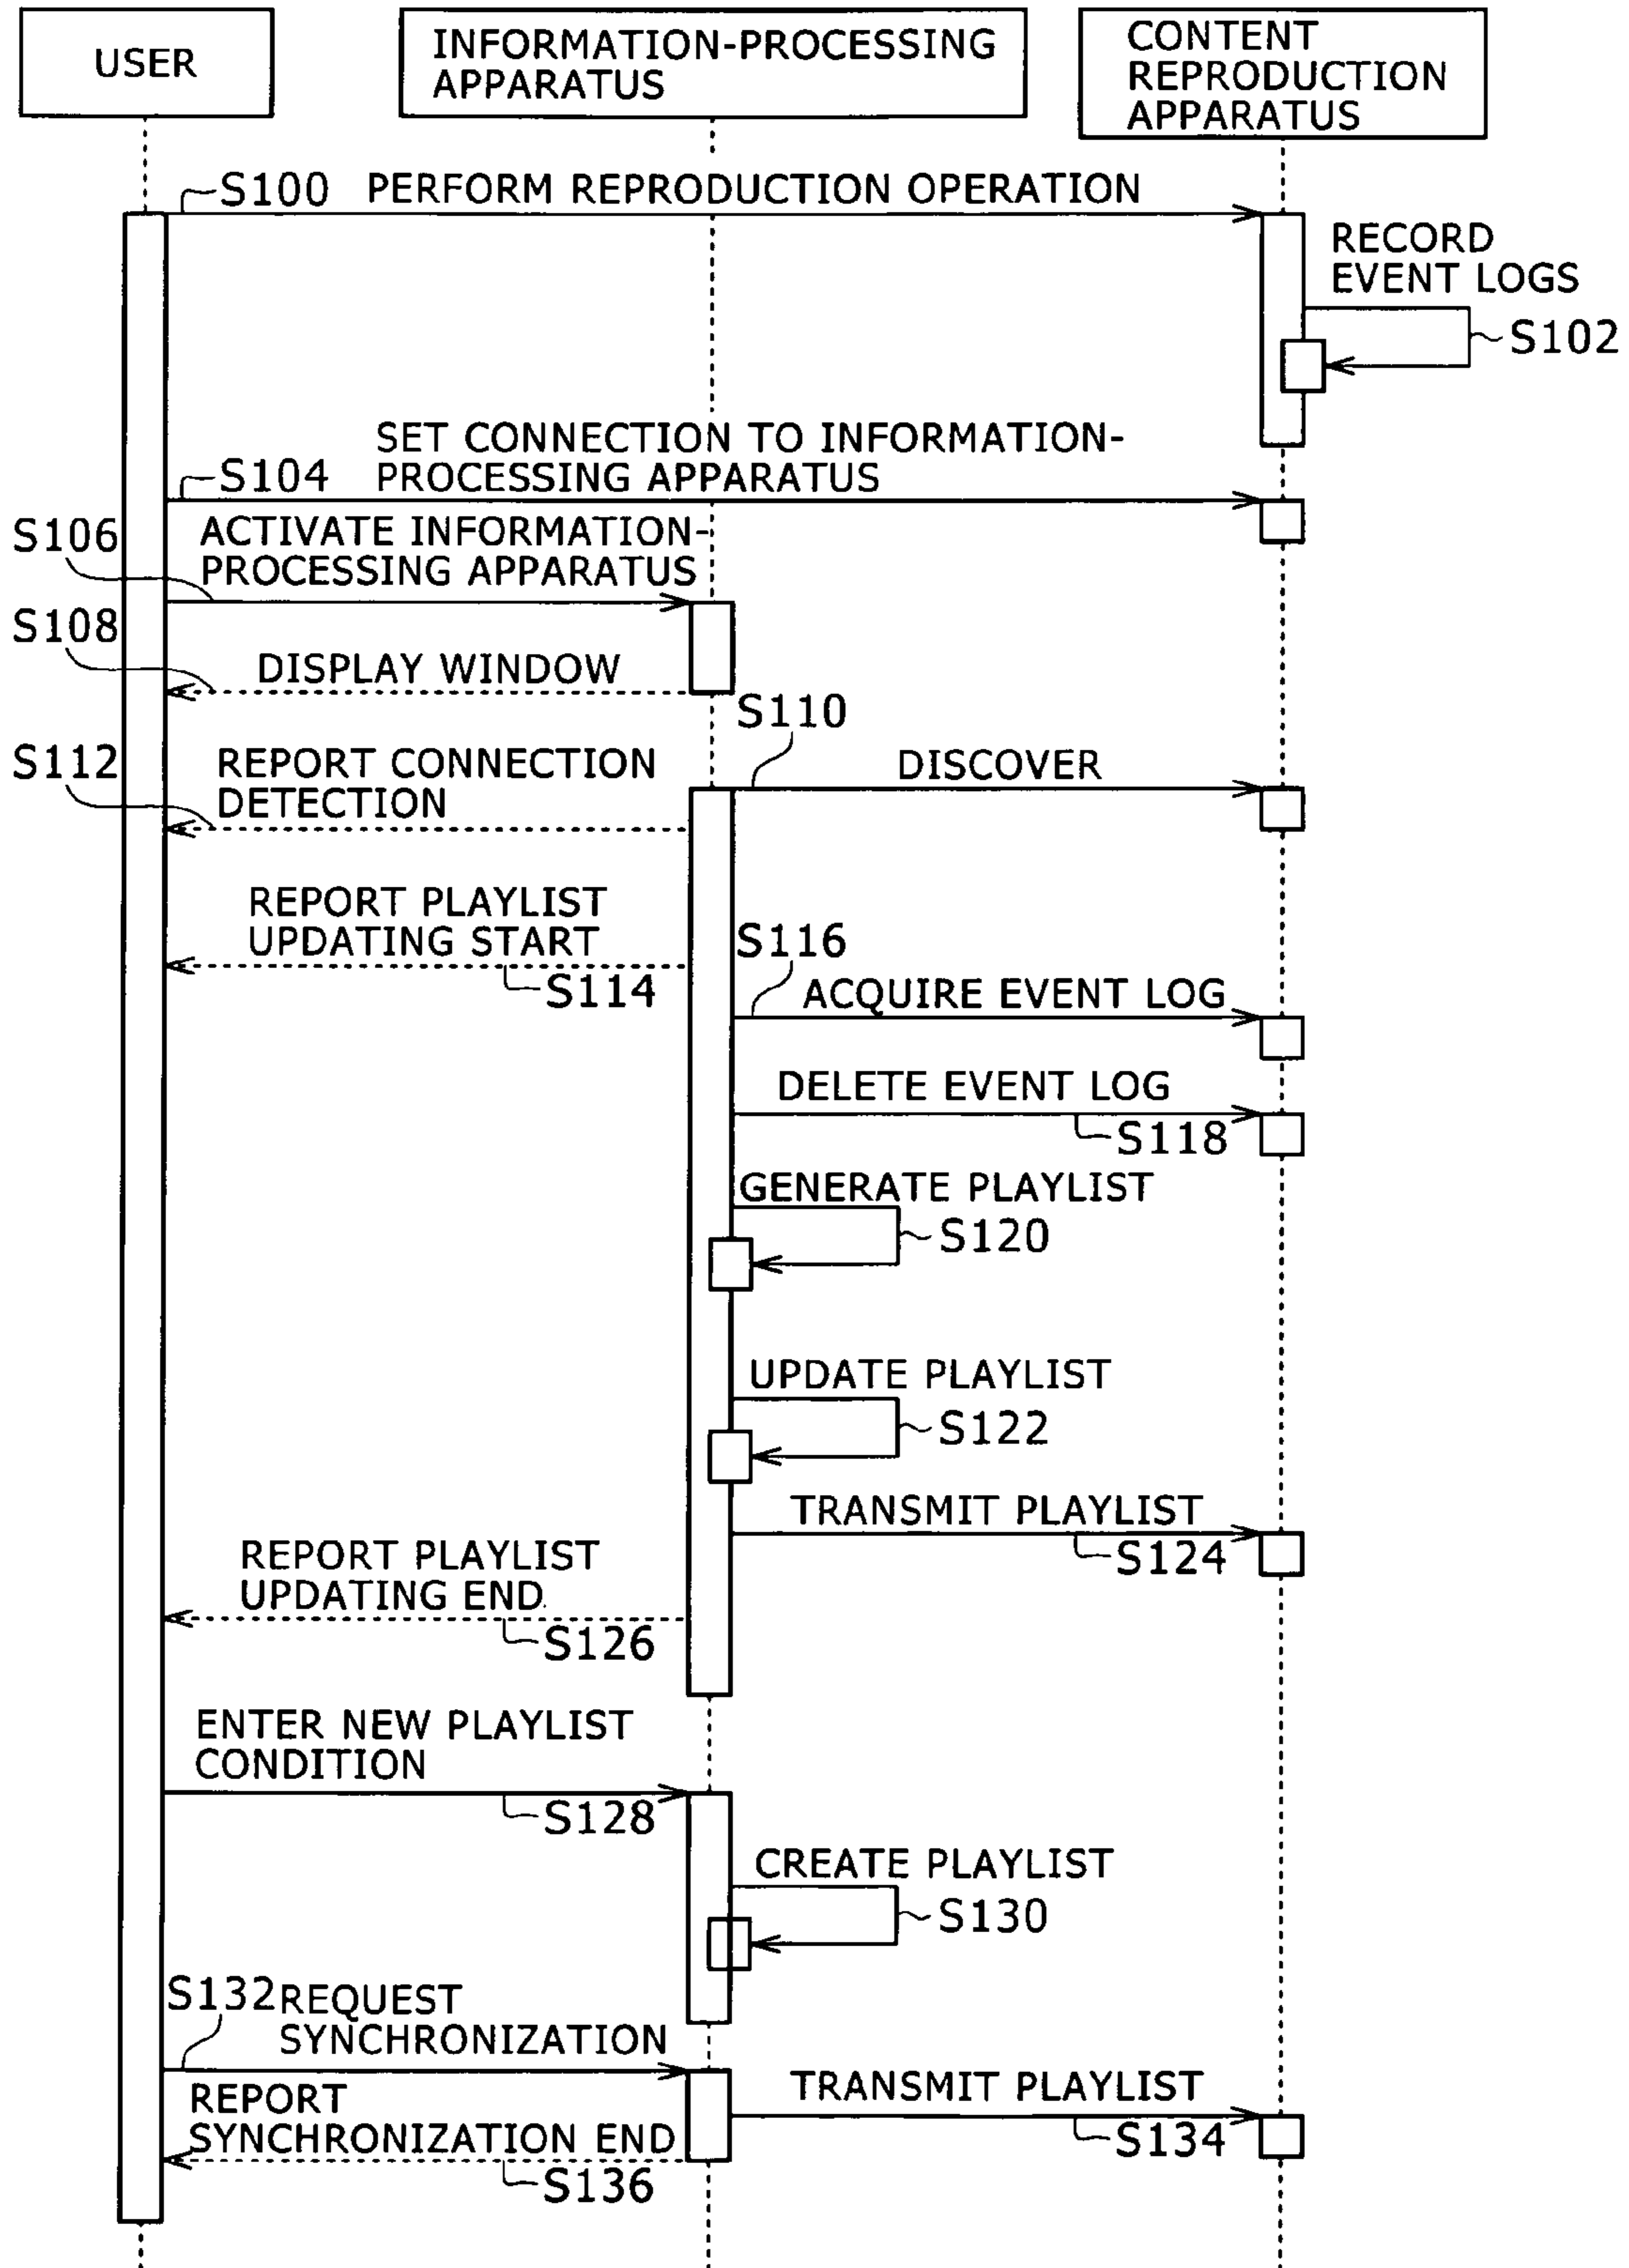 USER
INFORMATION-PROCESSING
APPARATUS
CONTENT
REPRODUCTION
APPARATUS
S100 PERFORM REPRODUCTION OPERATION
RECORD
EVENT LOGS
S102
SET CONNECTION TO INFORMATION-
PROCESSING APPARATUS
S104
S106
ACTIVATE INFORMATION-
PROCESSING APPARATUS
S108
DISPLAY WINDOW
S110
DISCOVER
S112
REPORT CONNECTION
DETECTION
REPORT PLAYLIST
UPDATING START
S114
S116
ACQUIRE EVENT LOG
DELETE EVENT LOG
S118
GENERATE PLAYLIST
S120
UPDATE PLAYLIST
S122
TRANSMIT PLAYLIST
S124
REPORT PLAYLIST
UPDATING END
S126
ENTER NEW PLAYLIST
CONDITION
S128
CREATE PLAYLIST
S130
S132
REQUEST
SYNCHRONIZATION
TRANSMIT PLAYLIST
S134
REPORT
SYNCHRONIZATION END
S136